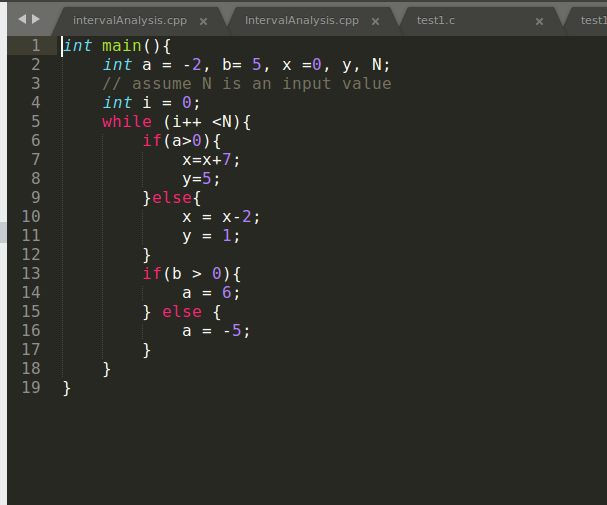 intervalAnalysis.cpp × IntervalAnalysis.cpp × test1.c × test1
1 int main(){
2 int a = -2, b= 5, x =0, y, N;
3 // assume N is an input value
4 int i = 0;
5 while (i++ <N){
6 if(a>0){
7 x=x+7;
8 y=5;
9 }else{
10 x = x-2;
11 y = 1;
12 }
13 if(b > 0){
14 a = 6;
15 } else {
16 a = -5;
17 }
18 }
19 }